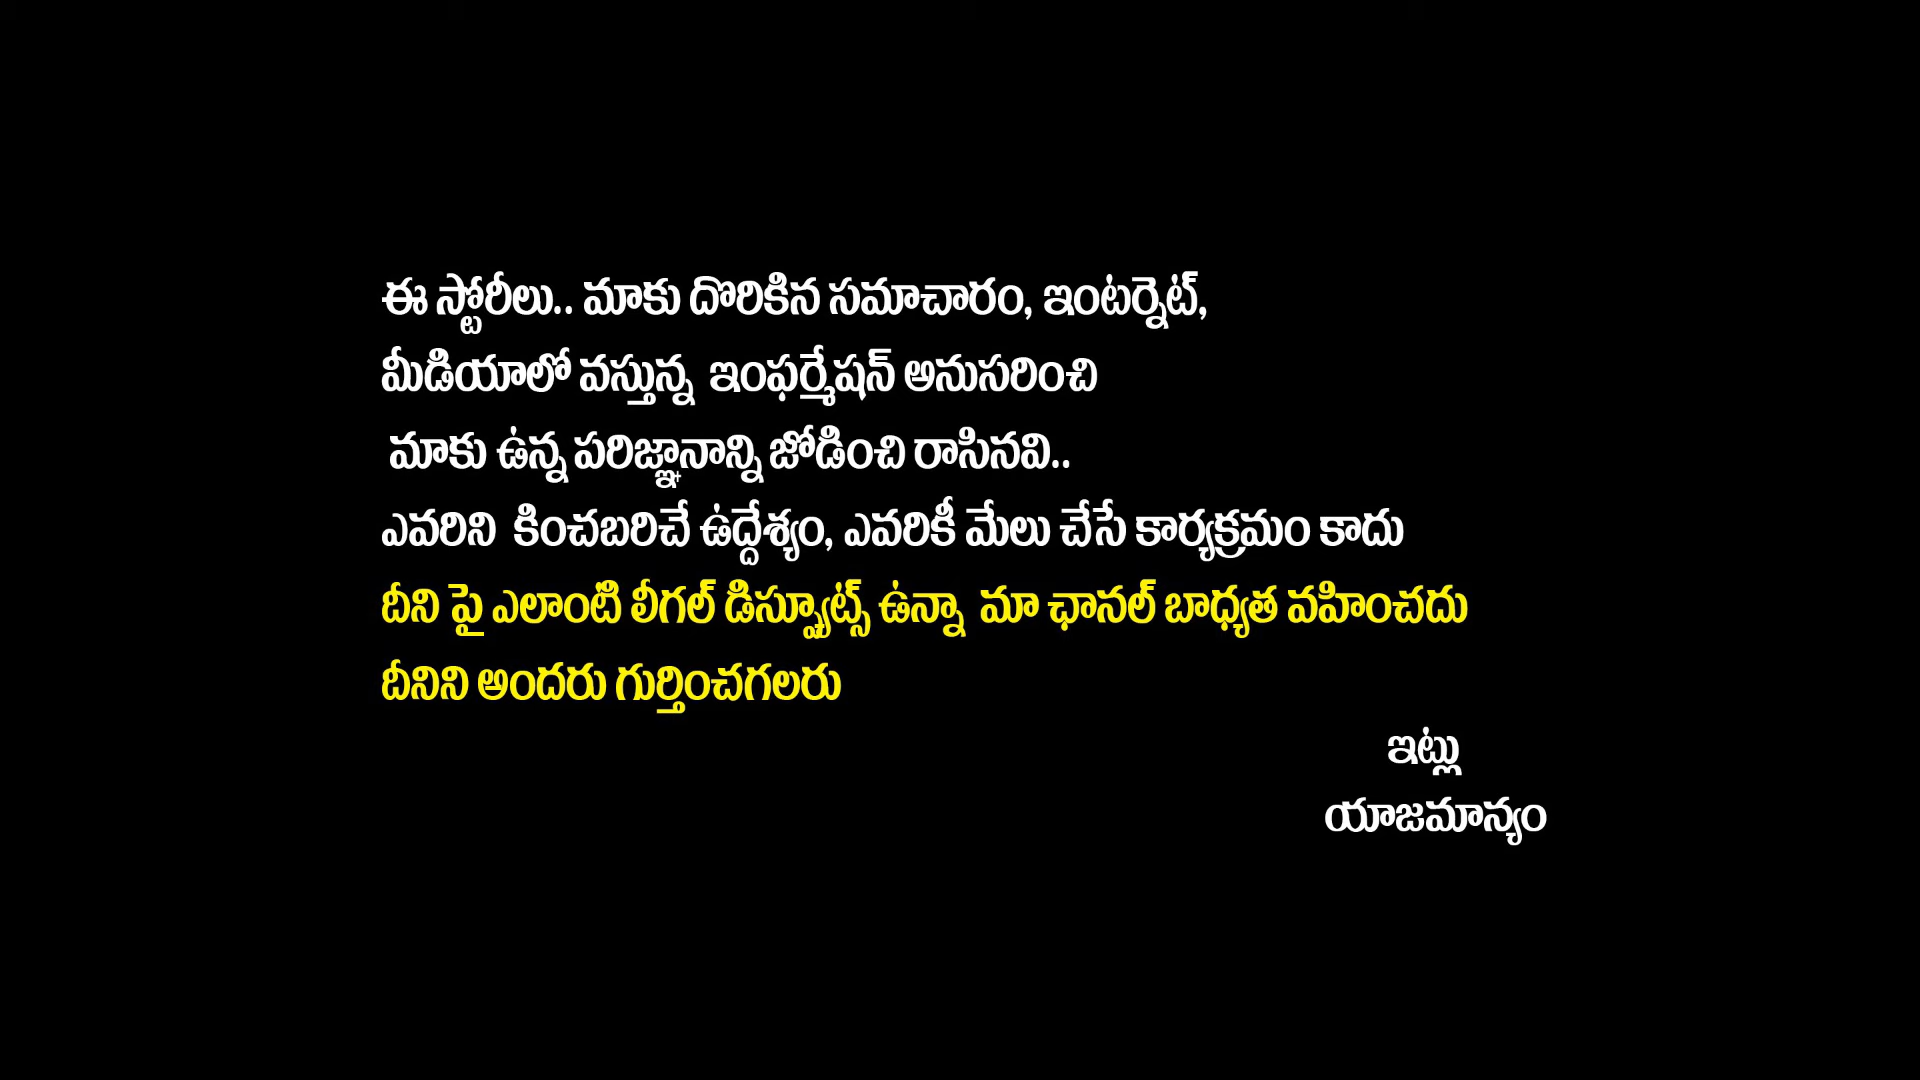 ఈ స్టోరీలు.. మాకు దొరికిన సమాచారం, ఇంటర్నెట్,
మీడియాలో వస్తున్న ఇంఫర్మేషన్ అనుసరించి
మాకు ఉన్న పరిజ్ఞానాన్ని జోడించి రాసినవి..
ఎవరిని కించబరిచే ఉద్దేశ్యం, ఎవరికీ మేలు చేసే కార్యక్రమం కాదు
దీని పై ఎలాంటి లీగల్ డిస్ప్యూట్స్ ఉన్నా మా ఛానల్ బాధ్యత వహించదు
దీనిని అందరు గుర్తించగలరు
ఇట్లు
యాజమాన్యం